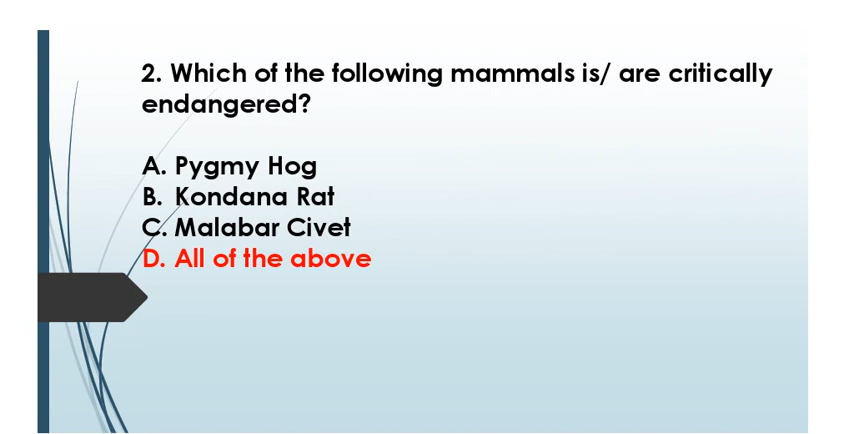 2. Which of the following mammals is/ are critically
endangered?
A. Pygmy Hog
B. Kondana Rat
C. Malabar Civet
D. All of the above